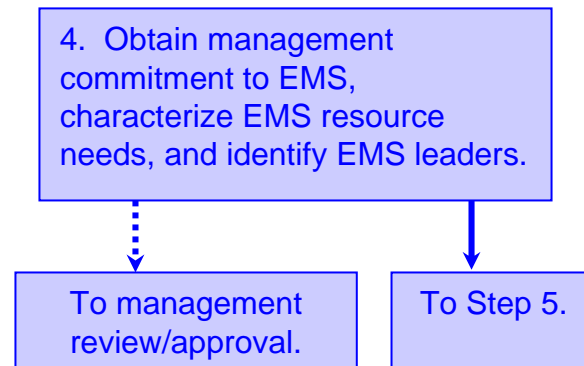 4. Obtain management
commitment to EMS,
characterize EMS resource
needs, and identify EMS leaders.
To management
review/approval.
To Step 5.